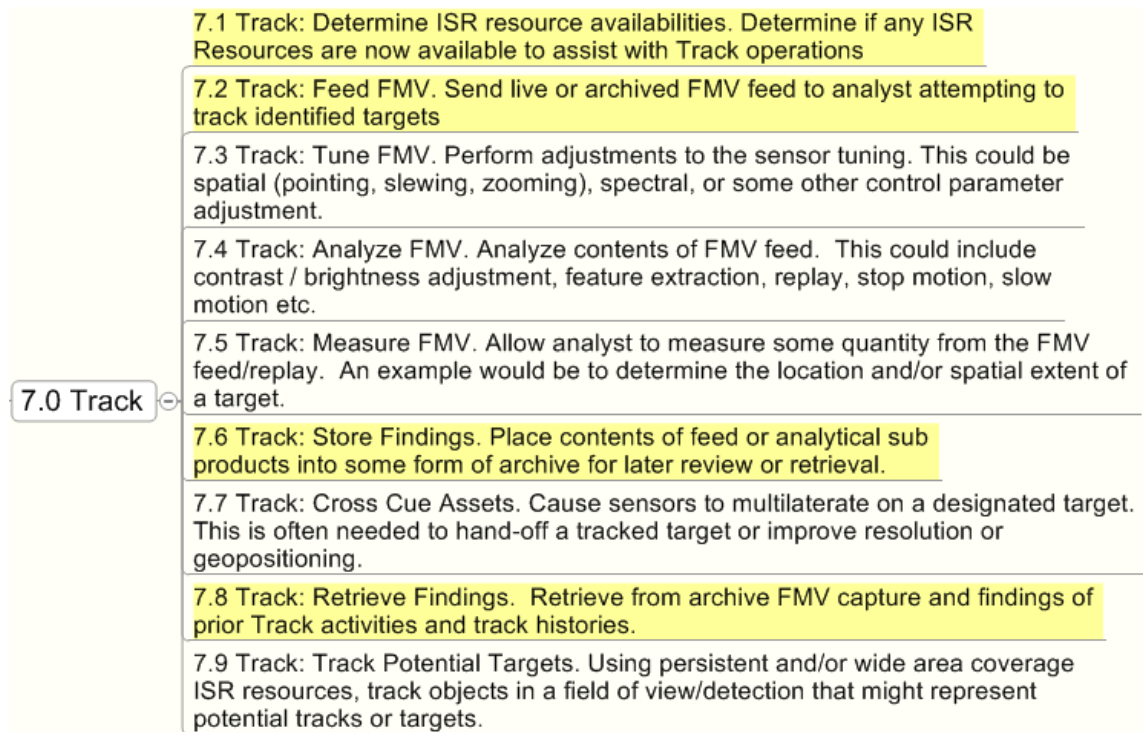 7.1 Track: Determine ISR resource availabilities. Determine if any ISR
Resources are now available to assist with Track operations
7.2 Track: Feed FMV. Send live or archived FMV feed to analyst attempting to
track identified targets
7.3 Track: Tune FMV. Perform adjustments to the sensor tuning. This could be
spatial (pointing, slewing, zooming), spectral, or some other control parameter
adjustment.
7.4 Track: Analyze FMV. Analyze contents of FMV feed.  This could include
contrast / brightness adjustment, feature extraction, replay, stop motion, slow
motion etc.
7.5 Track: Measure FMV. Allow analyst to measure some quantity from the FMV
feed/replay.  An example would be to determine the location and/or spatial extent of
a target.
7.0 Track
7.6 Track: Store Findings. Place contents of feed or analytical sub
products into some form of archive for later review or retrieval.
7.7 Track: Cross Cue Assets. Cause sensors to multilaterate on a designated target.
This is often needed to hand-off a tracked target or improve resolution or
geopositioning.
7.8 Track: Retrieve Findings.  Retrieve from archive FMV capture and findings of
prior Track activities and track histories.
7.9 Track: Track Potential Targets. Using persistent and/or wide area coverage
ISR resources, track objects in a field of view/detection that might represent
potential tracks or targets.